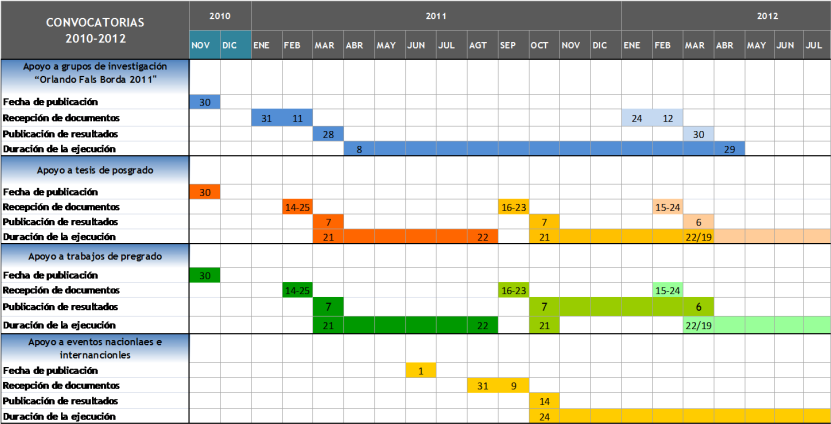 CONVOCATORIAS 2010 2011 2012
2010-2012 NOV DIC ENE FEB MAR ABR MAY JUN JUL AGT SEP OCT NOV DIC ENE FEB MAR ABR MAY JUN JUL
Apoyo a grupos de investigación
“Orlando Fals Borda 2011"
Fecha de publicación 30
Recepción de documentos 31 11 24 12
Publicación de resultados 28 30
Duración de la ejecución 8 29
Apoyo a tesis de posgrado
Fecha de publicación 30
Recepción de documentos 14-25 16-23 15-24
Publicación de resultados 7 7 6
Duración de la ejecución 21 22 21 22/19
Apoyo a trabajos de pregrado
Fecha de publicación 30
Recepción de documentos 14-25 16-23 15-24
Publicación de resultados 7 7 6
Duración de la ejecución 21 22 21 22/19
Apoyo a eventos nacionlaes e
internancionles
Fecha de publicación 1
Recepción de documentos 31 9
Publicación de resultados 14
Duración de la ejecución 24